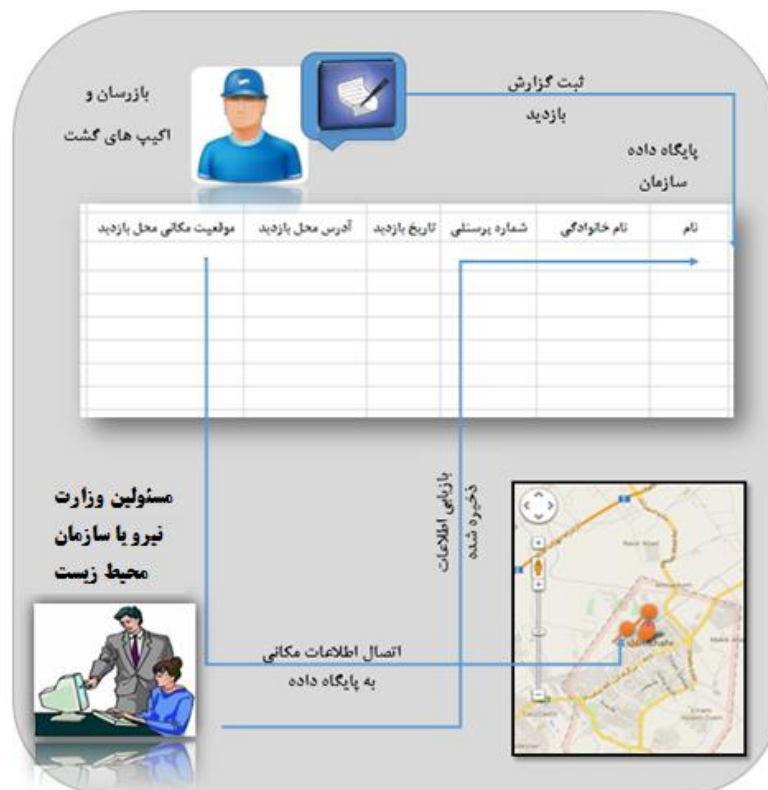 بازرسان و
اکیپ های گشت
ثبت گزارش
بازدید
پایگاه داده
سازمان
نام
نام خانوادگی
شماره پرسنلی
تاریخ بازدید
آدرس محل بازدید
موقعیت مکانی محل بازدید
بازیابی اطلاعات
ذخیره شده
مسئولین وزارت
نیرو یا سازمان
محیط زیست
اتصال اطلاعات مکانی
به پایگاه داده